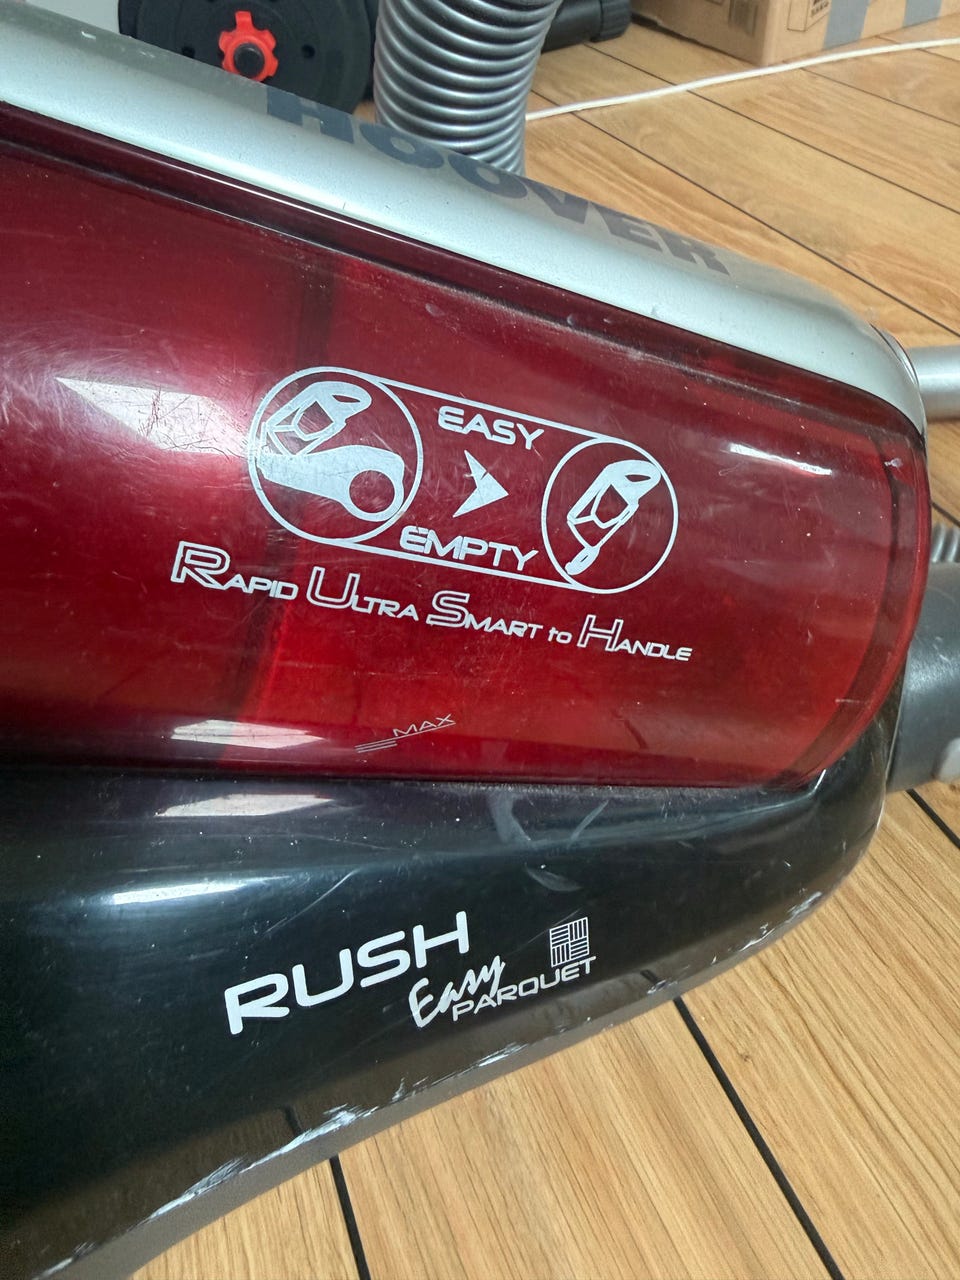 HOOVER
EASY
EMPTY
RAPID ULTRA SMART to HANDLE
MAX
RUSH
Easy
PARQUET